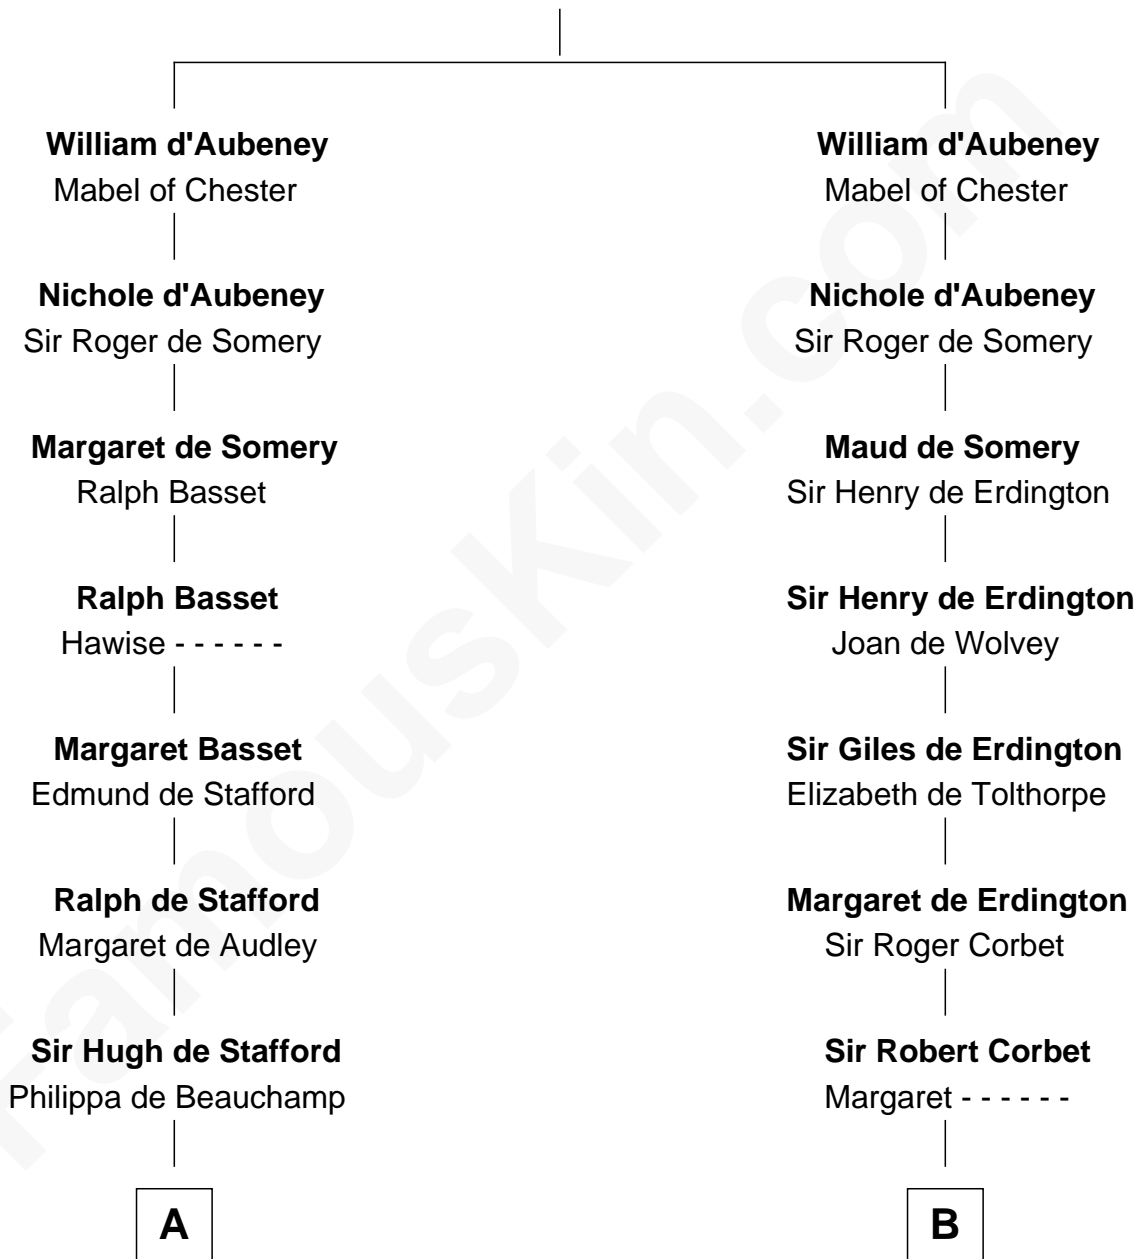 William d'Aubeney
Mabel of Chester
Nichole d'Aubeney
Sir Roger de Somery
Margaret de Somery
Ralph Basset
Ralph Basset
Hawise - - - - - -
Margaret Basset
Edmund de Stafford
Ralph de Stafford
Margaret de Audley
Sir Hugh de Stafford
Philippa de Beauchamp
A
William d'Aubeney
Mabel of Chester
Nichole d'Aubeney
Sir Roger de Somery
Maud de Somery
Sir Henry de Erdington
Sir Henry de Erdington
Joan de Wolvey
Sir Giles de Erdington
Elizabeth de Tolthorpe
Margaret de Erdington
Sir Roger Corbet
Sir Robert Corbet
Margaret - - - - - -
B
FamousKin.com